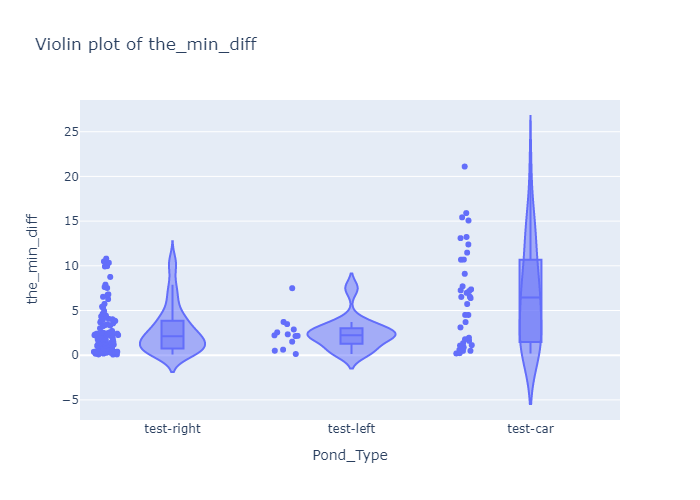 Violin plot of the_min_diff
25
20
15
10
5
0
−5
the_min_diff
test-right
test-left
test-car
Pond_Type